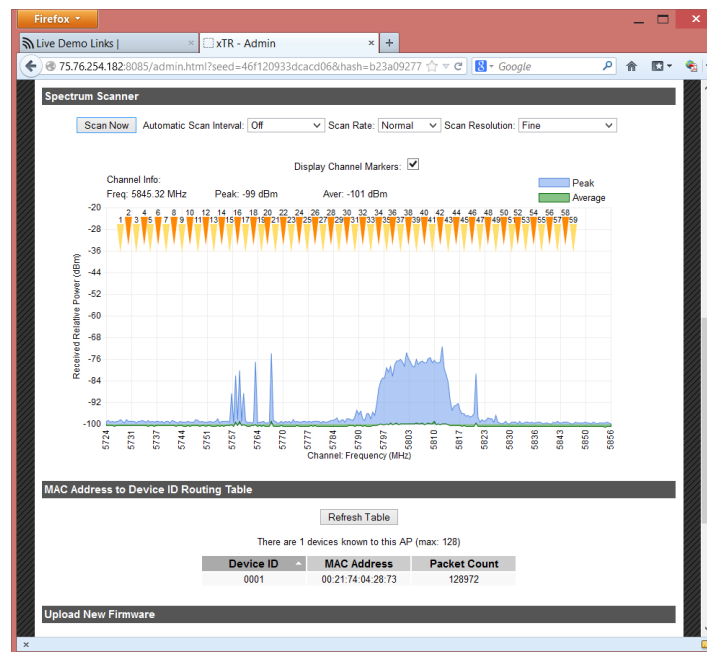 Firefox
Live Demo Links | × xTR - Admin × +
75.76.254.182:8085/admin.html?seed=46f120933dcacd06&hash=b23a09277 Google
Spectrum Scanner
Scan Now Automatic Scan Interval: Off Scan Rate: Normal Scan Resolution: Fine
Display Channel Markers:
Channel Info:
Freq: 5845.32 MHz Peak: -99 dBm Aver: -101 dBm
Peak
Average
2 4 6 8 10 12 14 16 18 20 22 24 26 28 30 32 34 36 38 40 42 44 46 48 50 52 54 56 58
1 3 5 7 9 11 13 15 17 19 21 23 25 27 29 31 33 35 37 39 41 43 45 47 49 51 53 55 57 59
Received Relative Power (dBm)
-20
-28
-36
-44
-52
-60
-68
-76
-84
-92
-100
5724 5731 5737 5744 5751 5757 5764 5770 5777 5784 5790 5797 5803 5810 5817 5823 5830 5836 5843 5850 5856
Channel: Frequency (MHz)
MAC Address to Device ID Routing Table
Refresh Table
There are 1 devices known to this AP (max: 128)
Device ID MAC Address Packet Count
0001 00:21:74:04:28:73 128972
Upload New Firmware
×